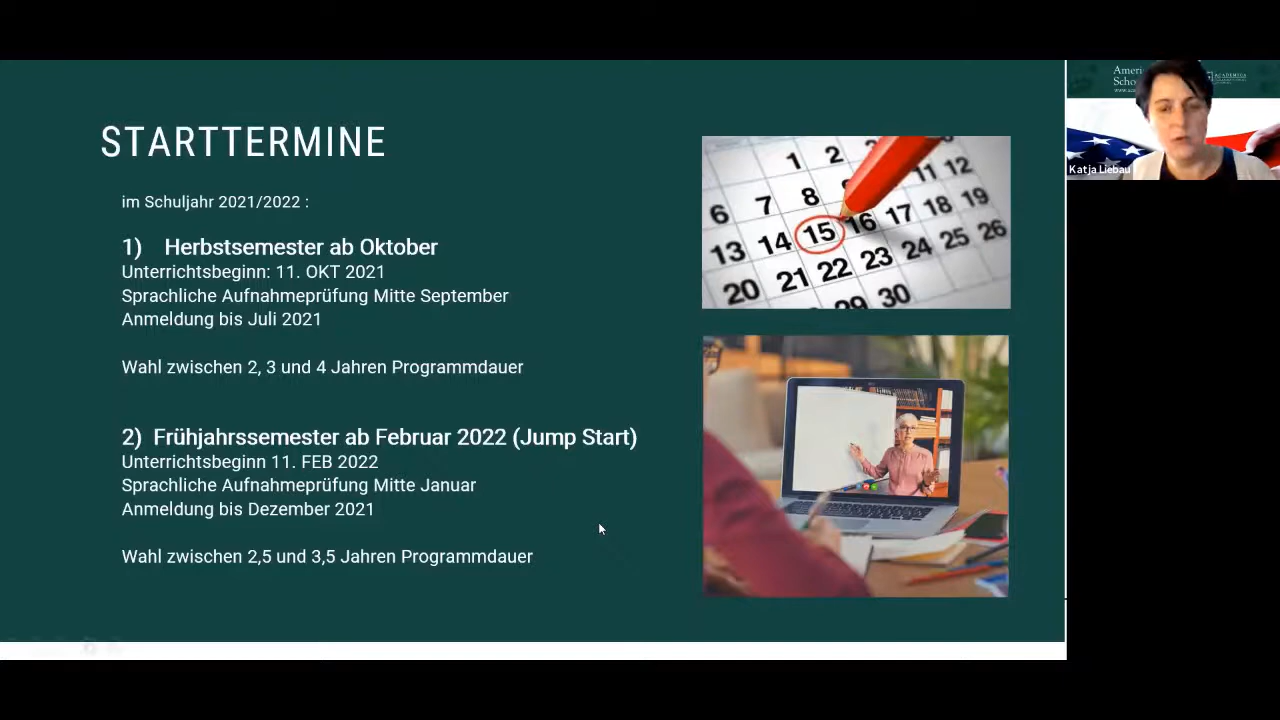 STARTTERMINE
im Schuljahr 2021/2022 :
1) Herbstsemester ab Oktober
Unterrichtsbeginn: 11. OKT 2021
Sprachliche Aufnahmeprüfung Mitte September
Anmeldung bis Juli 2021
Wahl zwischen 2, 3 und 4 Jahren Programmdauer
2) Frühjahrssemester ab Februar 2022 (Jump Start)
Unterrichtsbeginn 11. FEB 2022
Sprachliche Aufnahmeprüfung Mitte Januar
Anmeldung bis Dezember 2021
Wahl zwischen 2,5 und 3,5 Jahren Programmdauer
1 2
6 7 8 11 12
13 14 15 16 17 18 19
20 21 22 23 24 25 26
29 30
ACADEMICA
Katja Liebau